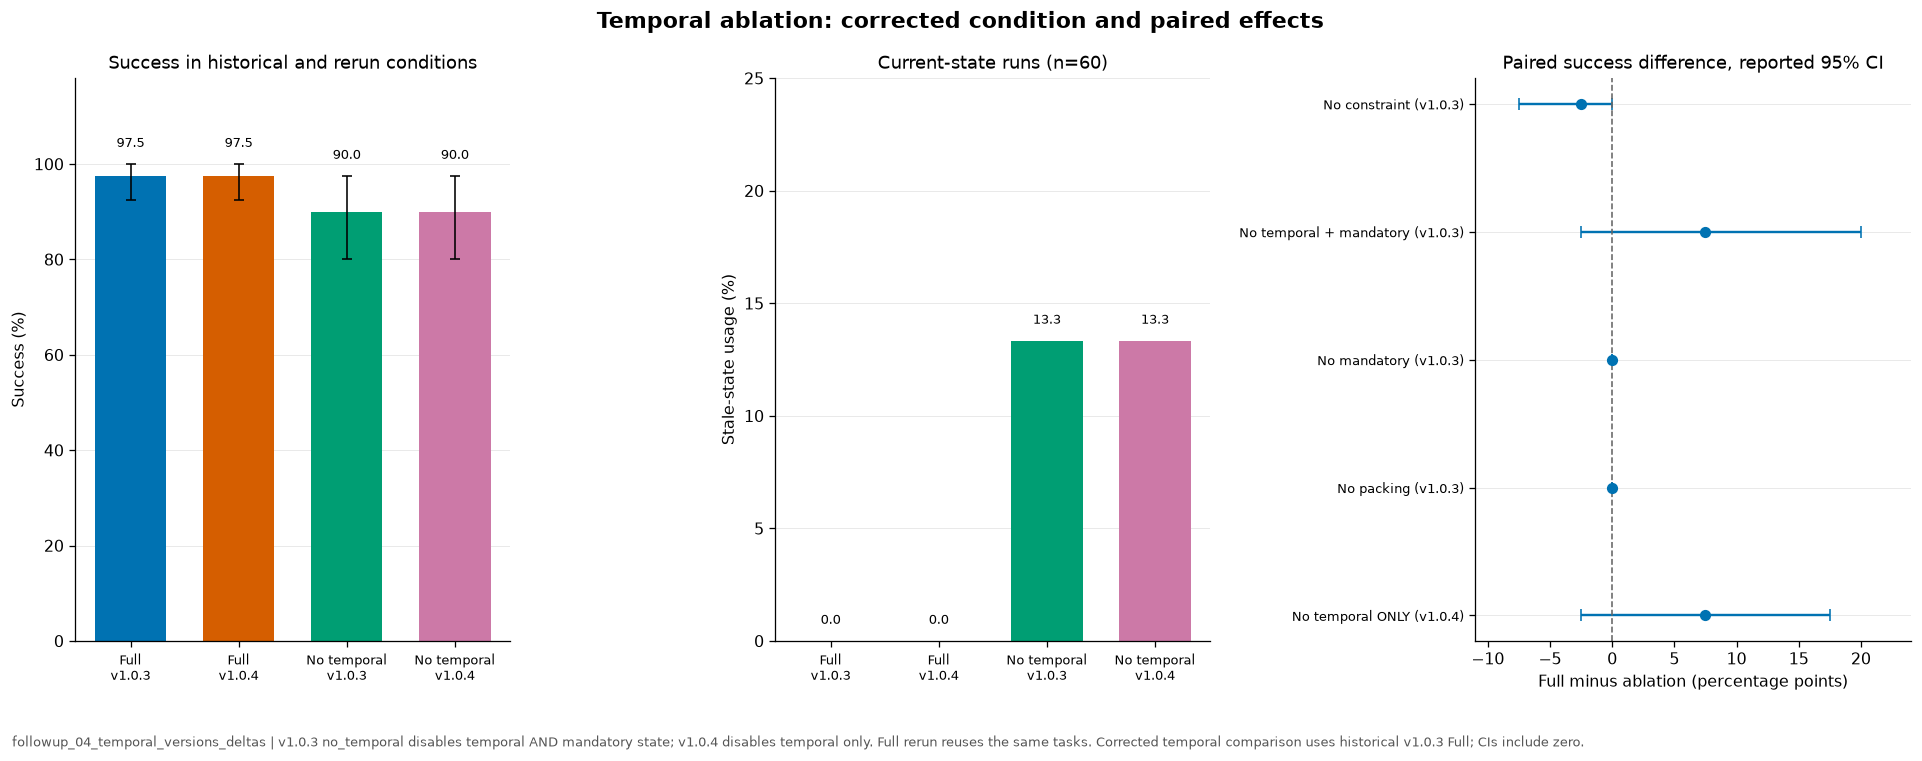 Temporal ablation: corrected condition and paired effects
Success in historical and rerun conditions
Success (%)
100
80
60
40
20
0
97.5
97.5
90.0
90.0
Full
v1.0.3
Full
v1.0.4
No temporal
v1.0.3
No temporal
v1.0.4
Current-state runs (n=60)
Stale-state usage (%)
25
20
15
10
5
0
0.0
0.0
13.3
13.3
Full
v1.0.3
Full
v1.0.4
No temporal
v1.0.3
No temporal
v1.0.4
Paired success difference, reported 95% CI
No constraint (v1.0.3)
No temporal + mandatory (v1.0.3)
No mandatory (v1.0.3)
No packing (v1.0.3)
No temporal ONLY (v1.0.4)
−10
−5
0
5
10
15
20
Full minus ablation (percentage points)
followup_04_temporal_versions_deltas | v1.0.3 no_temporal disables temporal AND mandatory state; v1.0.4 disables temporal only. Full rerun reuses the same tasks. Corrected temporal comparison uses historical v1.0.3 Full; CIs include zero.